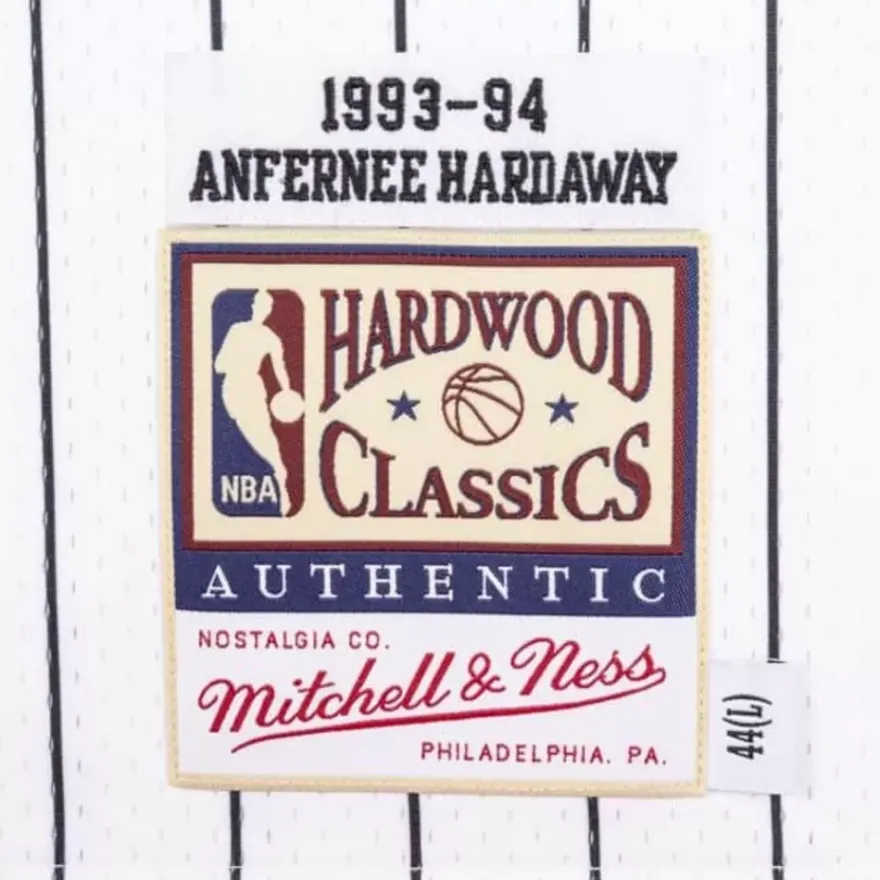 1993-94
ANFERNEE HARDAWAY
HARDWOOD
CLASSICS
NBA
AUTHENTIC
NOSTALGIA CO.
Mitchell & Ness
PHILADELPHIA. PA.
44(L)